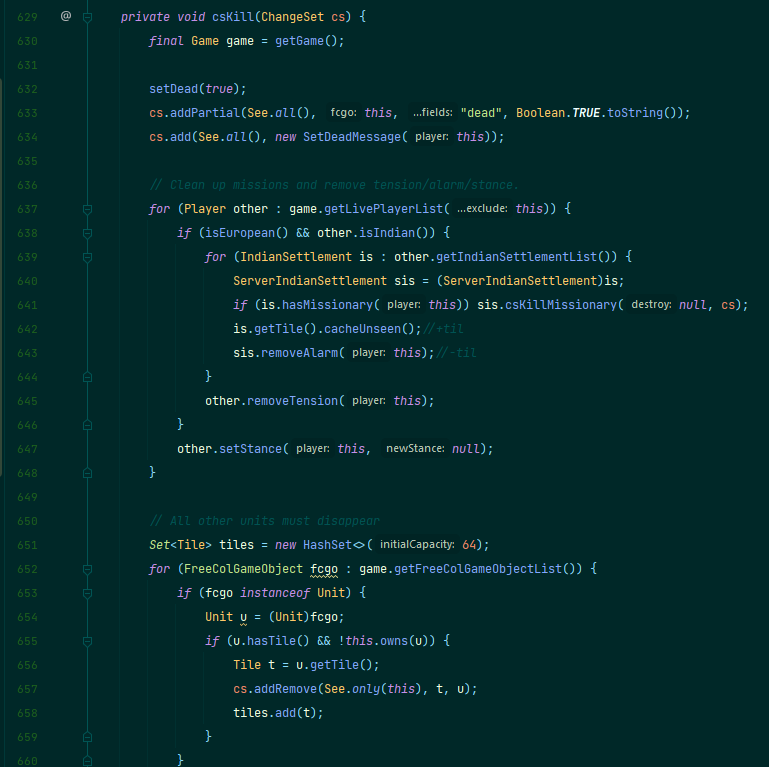 629 @ private void csKill(ChangeSet cs) {
630 final Game game = getGame();
631
632 setDead(true);
633 cs.addPartial(See.all(), fcgo: this, ...fields: "dead", Boolean.TRUE.toString());
634 cs.add(See.all(), new SetDeadMessage( player: this));
635
636 // Clean up missions and remove tension/alarm/stance.
637 for (Player other : game.getLivePlayerList( ...exclude: this)) {
638 if (isEuropean() && other.isIndian()) {
639 for (IndianSettlement is : other.getIndianSettlementList()) {
640 ServerIndianSettlement sis = (ServerIndianSettlement)is;
641 if (is.hasMissionary( player: this)) sis.csKillMissionary( destroy: null, cs);
642 is.getTile().cacheUnseen();//+til
643 sis.removeAlarm( player: this);//-til
644 }
645 other.removeTension( player: this);
646 }
647 other.setStance( player: this, newStance: null);
648 }
649
650 // All other units must disappear
651 Set<Tile> tiles = new HashSet<>( initialCapacity: 64);
652 for (FreeColGameObject fcgo : game.getFreeColGameObjectList()) {
653 if (fcgo instanceof Unit) {
654 Unit u = (Unit)fcgo;
655 if (u.hasTile() && !this.owns(u)) {
656 Tile t = u.getTile();
657 cs.addRemove(See.only(this), t, u);
658 tiles.add(t);
659 }
660 }